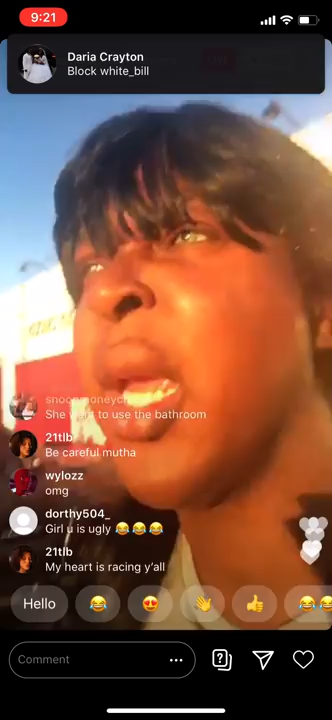 9:21
Daria Crayton
Block white_bill
She want to use the bathroom
21tlb
Be careful mutha
wylozz
omg
dorthy504_
Girl u is ugly 😂😂😂
21tlb
My heart is racing y'all
Hello
Comment